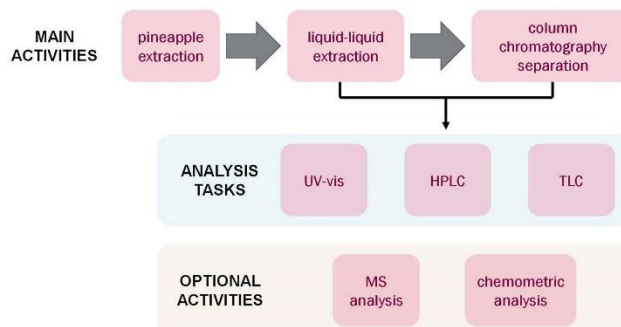 MAIN
ACTIVITIES
pineapple
extraction
liquid-liquid
extraction
column
chromatography
separation
ANALYSIS
TASKS
UV-vis
HPLC
TLC
OPTIONAL
ACTIVITIES
MS
analysis
chemometric
analysis